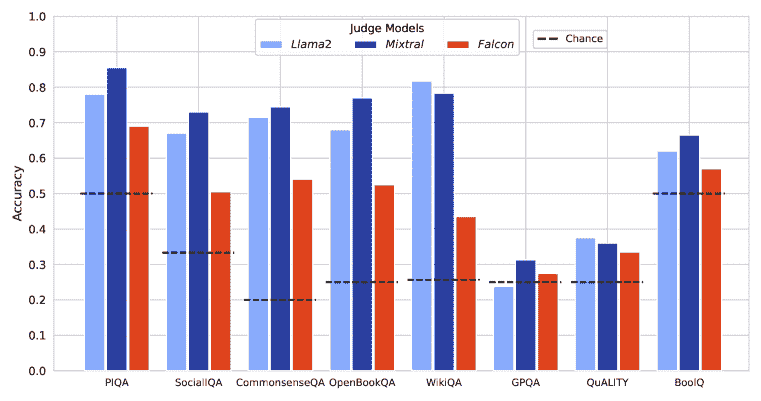 Judge Models
Llama2 Mixtral Falcon
Chance
1.0
0.9
0.8
0.7
0.6
0.5
0.4
0.3
0.2
0.1
0.0
Accuracy
PIQA SocialIQA CommonsenseQA OpenBookQA WikiQA GPQA QuALITY BoolQ